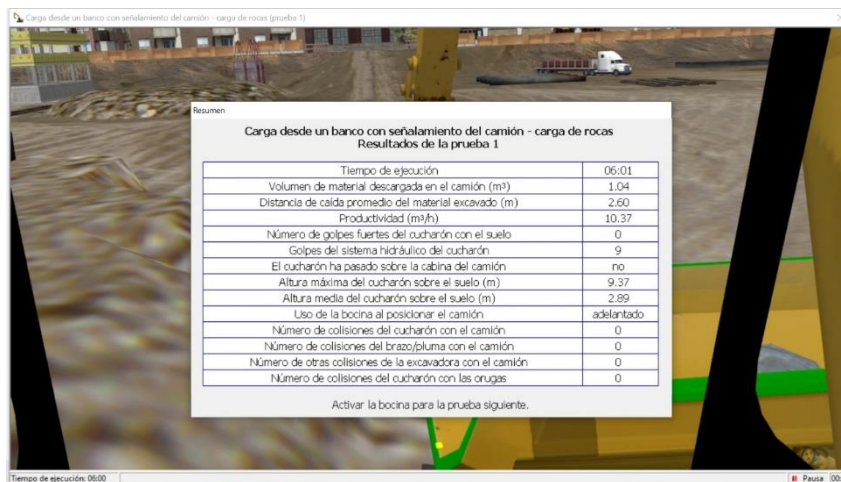 Carga desde un banco con señalamiento del camión - carga de rocas (prueba 1)
Resumen
Carga desde un banco con señalamiento del camión - carga de rocas
Resultados de la prueba 1
Tiempo de ejecución 06:01
Volumen de material descargada en el camión (m³) 1.04
Distancia de caída promedio del material excavado (m) 2.60
Productividad (m³/h) 10.37
Número de golpes fuertes del cucharón con el suelo 0
Golpes del sistema hidráulico del cucharón 9
El cucharón ha pasado sobre la cabina del camión no
Altura máxima del cucharón sobre el suelo (m) 9.37
Altura media del cucharón sobre el suelo (m) 2.89
Uso de la bocina al posicionar el camión adelantado
Número de colisiones del cucharón con el camión 0
Número de colisiones del brazo/pluma con el camión 0
Número de otras colisiones de la excavadora con el camión 0
Número de colisiones del cucharón con las orugas 0
Activar la bocina para la prueba siguiente.
Tiempo de ejecución: 06:00
Pausa 00: